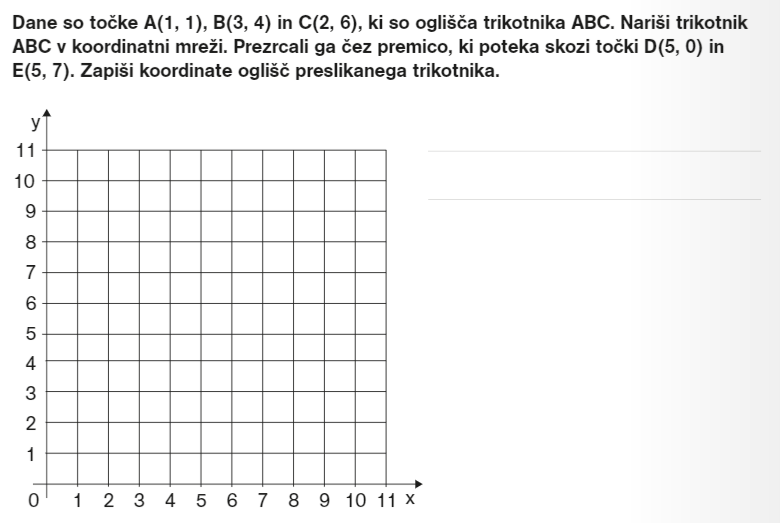 Dane so točke A(1, 1), B(3, 4) in C(2, 6), ki so oglišča trikotnika ABC. Nariši trikotnik
ABC v koordinatni mreži. Prezrcali ga čez premico, ki poteka skozi točki D(5, 0) in
E(5, 7). Zapiši koordinate oglišč preslikanega trikotnika.
y
11
10
9
8
7
6
5
4
3
2
1
0 1 2 3 4 5 6 7 8 9 10 11 x